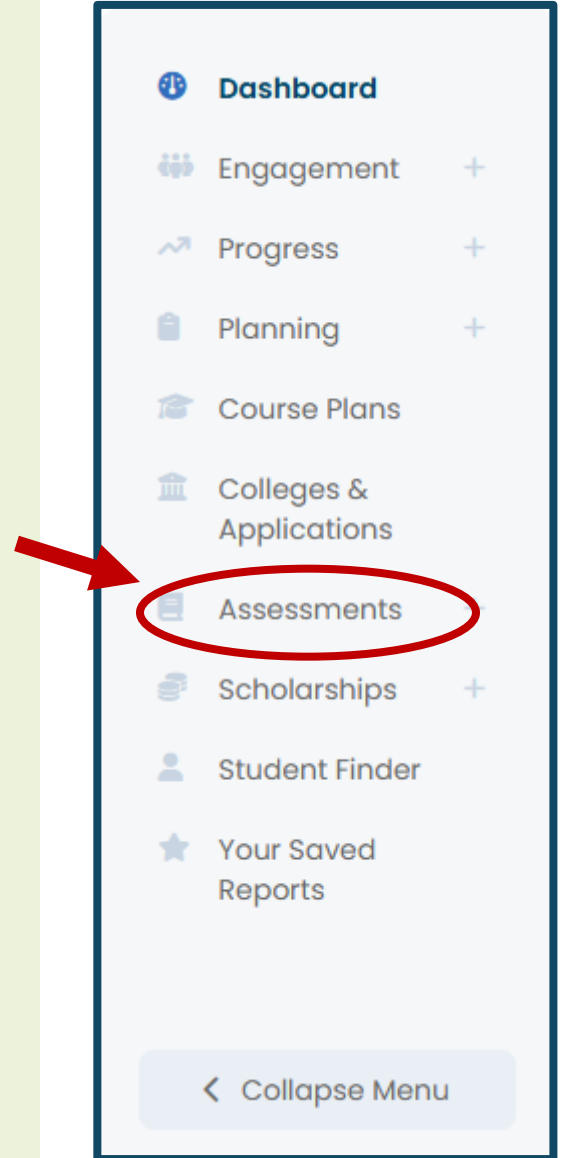 Dashboard
Engagement +
Progress +
Planning +
Course Plans
Colleges &
Applications
Assessments +
Scholarships +
Student Finder
Your Saved
Reports
Collapse Menu